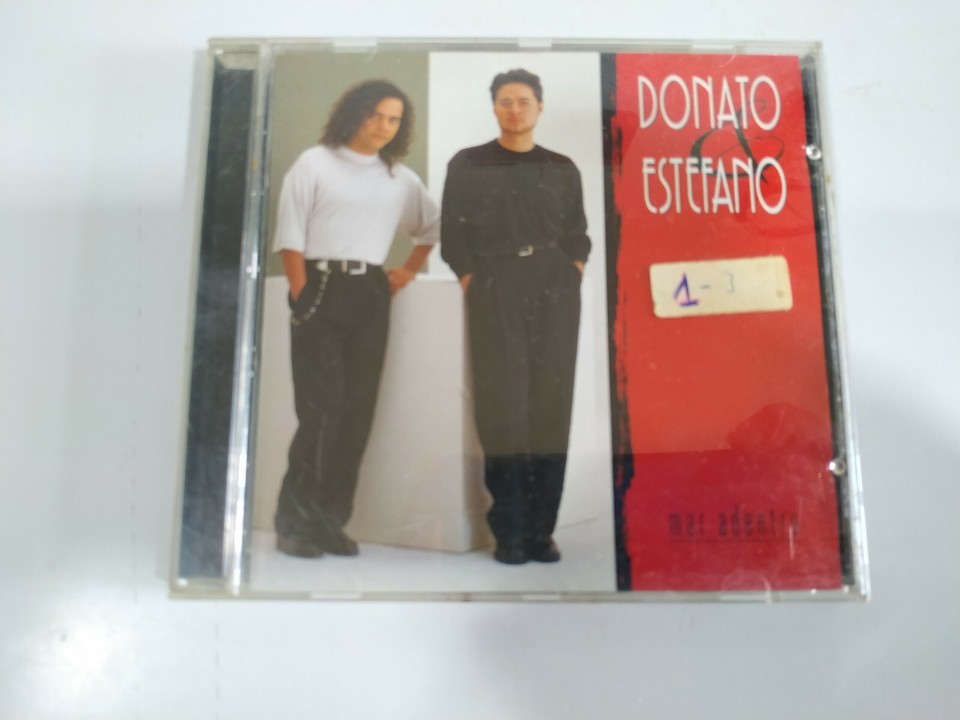 DONATO
&
ESTEFANO
1-3
mar adentro